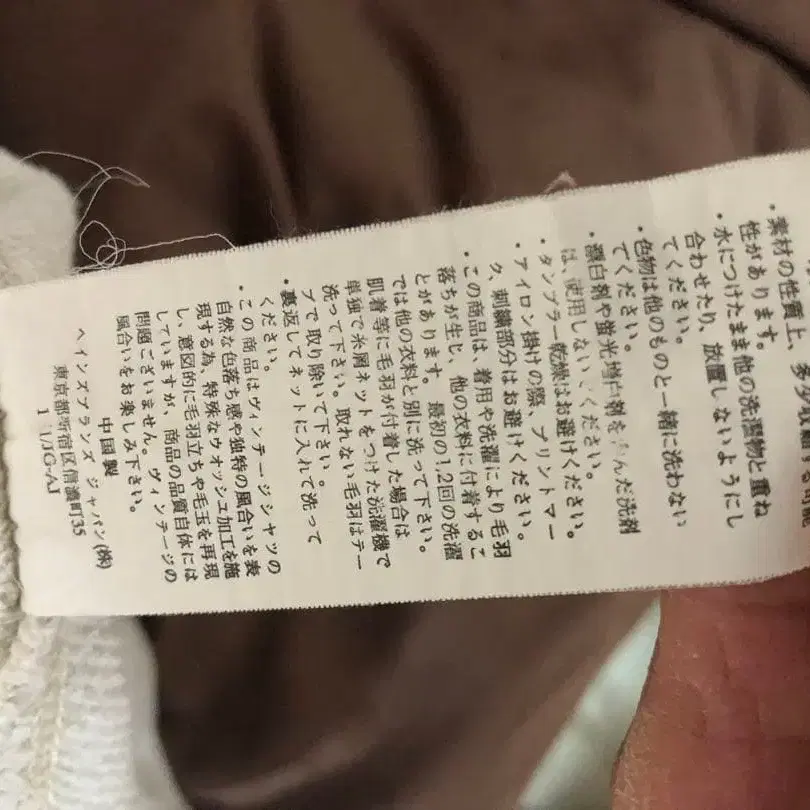 素材の性質上、多少収縮する可能
性があります。
・水につけたまま他の洗濯物と重ね
合わせたり、放置しないようにし
てください。
・色物は他のものと一緒に洗わない
てください。
・漂白剤や蛍光増白剤を含んだ洗剤
は、使用しないでください。
・タンブラー乾燥はお避けください。
・アイロン掛けの際、プリントマー
ク、刺繍部分はお避けください。
・この商品は、着用や洗濯により毛羽
落ちが生じ、他の衣料に付着するこ
とがあります。最初の1,2回の洗濯
では他の衣料と別に洗って下さい。
肌着等に毛羽が付着した場合は
単独で糸屑ネットをつけた洗濯機で
洗って下さい。取れない毛羽はテー
プで取り除いて下さい。
・裏返してネットに入れて洗って
ください。
・この商品はヴィンテージシャツの
自然な色落ち感や独特の風合いを表
現する為、特殊なウオッシュ加工を施
し、意図的に毛羽立ちや毛玉を再現
していますが、商品の品質自体には
問題ございません。ヴィンテージの
風合いをお楽しみ下さい。
中国製
ヘインズブランズ ジャパン(株)
東京都新宿区信濃町35
/JG-AJ